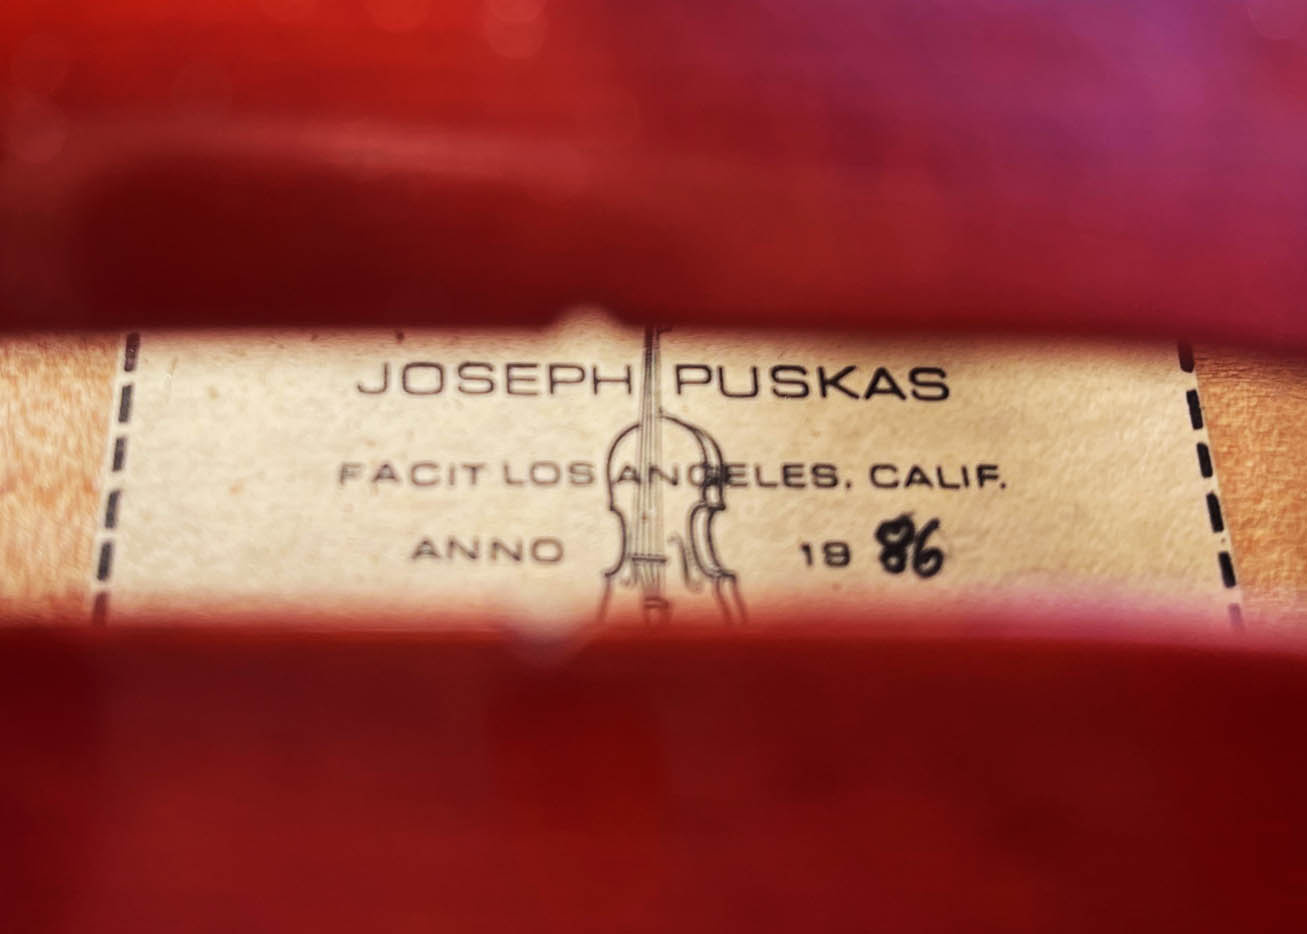 JOSEPH PUSKAS
FACIT LOS ANGELES, CALIF.
ANNO 1986